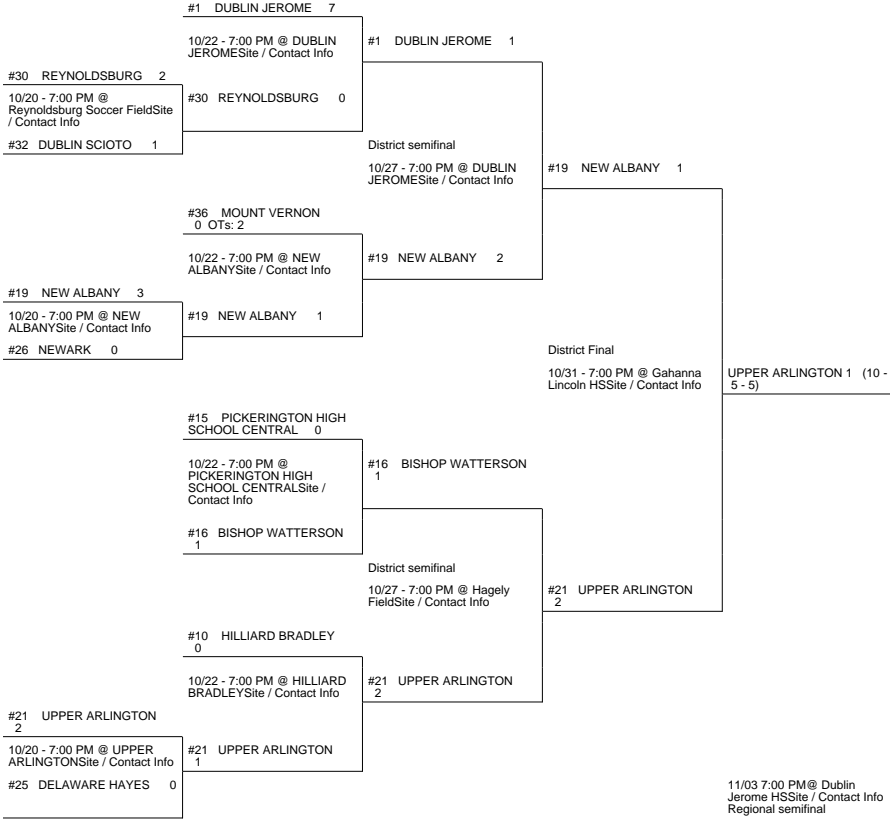 #1 DUBLIN JEROME 7
10/22 - 7:00 PM @ DUBLIN
JEROMESite / Contact Info
#1 DUBLIN JEROME 1
#30 REYNOLDSBURG 2
10/20 - 7:00 PM @
Reynoldsburg Soccer FieldSite
/ Contact Info
#30 REYNOLDSBURG 0
#32 DUBLIN SCIOTO 1
District semifinal
10/27 - 7:00 PM @ DUBLIN
JEROMESite / Contact Info
#19 NEW ALBANY 1
#36 MOUNT VERNON
0 OTs: 2
10/22 - 7:00 PM @ NEW
ALBANYSite / Contact Info
#19 NEW ALBANY 2
#19 NEW ALBANY 3
10/20 - 7:00 PM @ NEW
ALBANYSite / Contact Info
#19 NEW ALBANY 1
#26 NEWARK 0
District Final
10/31 - 7:00 PM @ Gahanna
Lincoln HSSite / Contact Info
UPPER ARLINGTON 1 (10 -
5 - 5)
#15 PICKERINGTON HIGH
SCHOOL CENTRAL 0
10/22 - 7:00 PM @
PICKERINGTON HIGH
SCHOOL CENTRALSite /
Contact Info
#16 BISHOP WATTERSON
1
#16 BISHOP WATTERSON
1
District semifinal
10/27 - 7:00 PM @ Hagely
FieldSite / Contact Info
#21 UPPER ARLINGTON
2
#10 HILLIARD BRADLEY
0
10/22 - 7:00 PM @ HILLIARD
BRADLEYSite / Contact Info
#21 UPPER ARLINGTON
2
#21 UPPER ARLINGTON
2
10/20 - 7:00 PM @ UPPER
ARLINGTONSite / Contact Info
#21 UPPER ARLINGTON
1
#25 DELAWARE HAYES 0
11/03 7:00 PM@ Dublin
Jerome HSSite / Contact Info
Regional semifinal